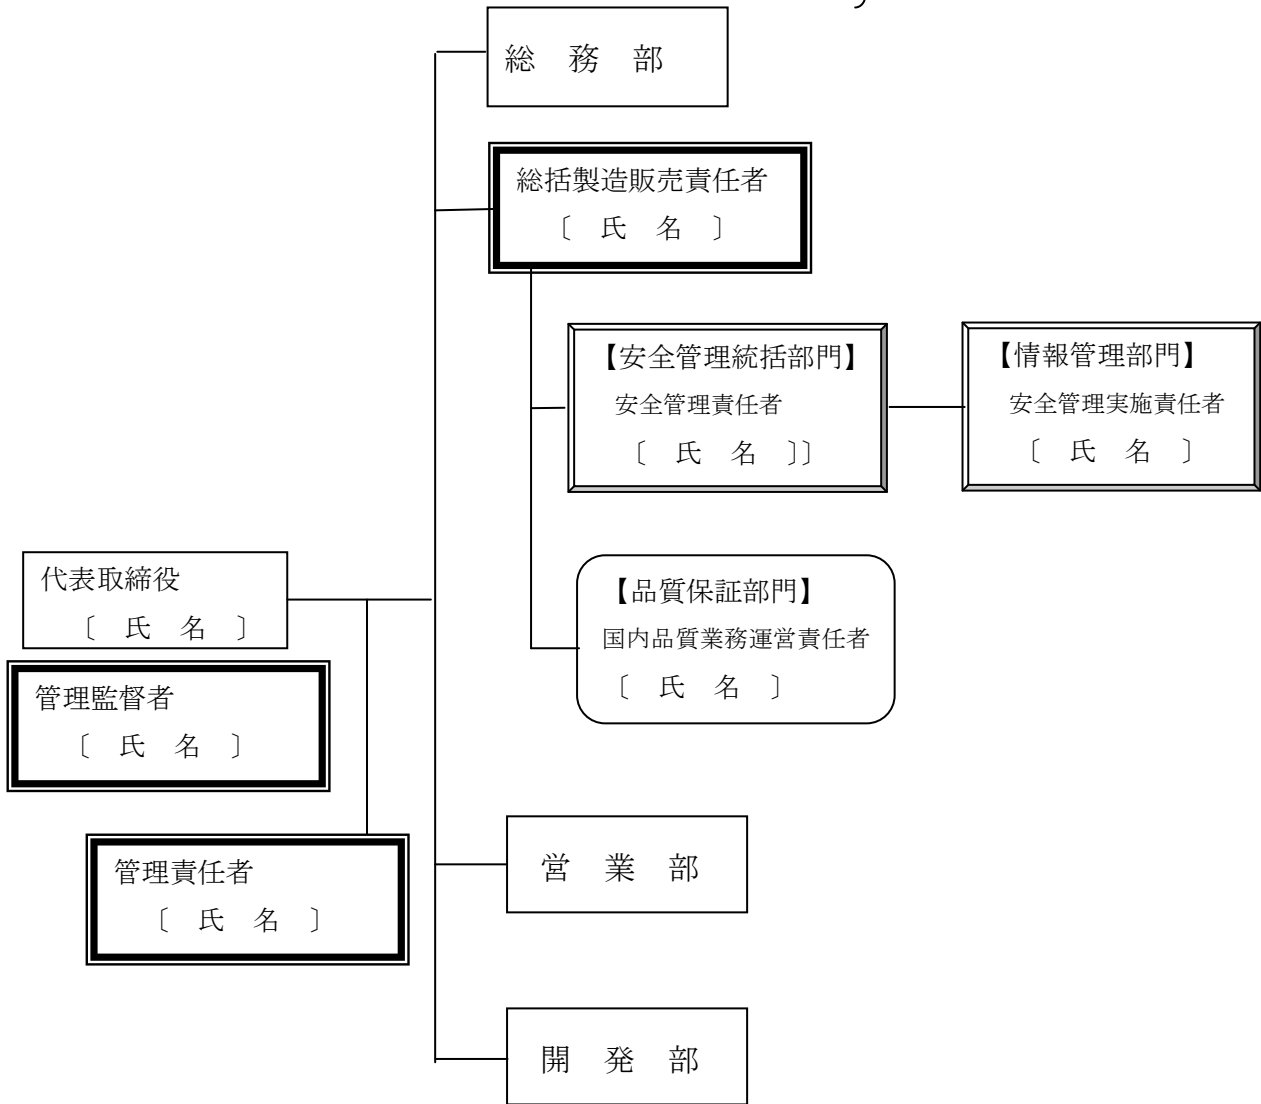 総　務　部
総括製造販売責任者
〔　氏　名　〕
【安全管理統括部門】
安全管理責任者
〔　氏　名　〕〕
【情報管理部門】
安全管理実施責任者
〔　氏　名　〕
代表取締役
〔　氏　名　〕
【品質保証部門】
国内品質業務運営責任者
〔　氏　名　〕
管理監督者
〔　氏　名　〕
管理責任者
〔　氏　名　〕
営　業　部
開　発　部